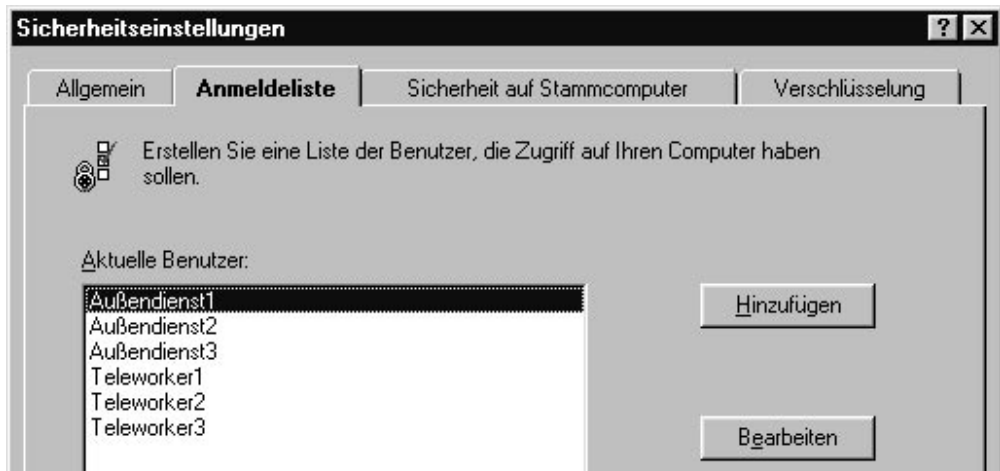 Sicherheitseinstellungen
Allgemein Anmeldeliste Sicherheit auf Stammcomputer Verschlüsselung
Erstellen Sie eine Liste der Benutzer, die Zugriff auf Ihren Computer haben
sollen.
Aktuelle Benutzer:
Außendienst1
Außendienst2
Außendienst3
Teleworker1
Teleworker2
Teleworker3
Hinzufügen
Bearbeiten